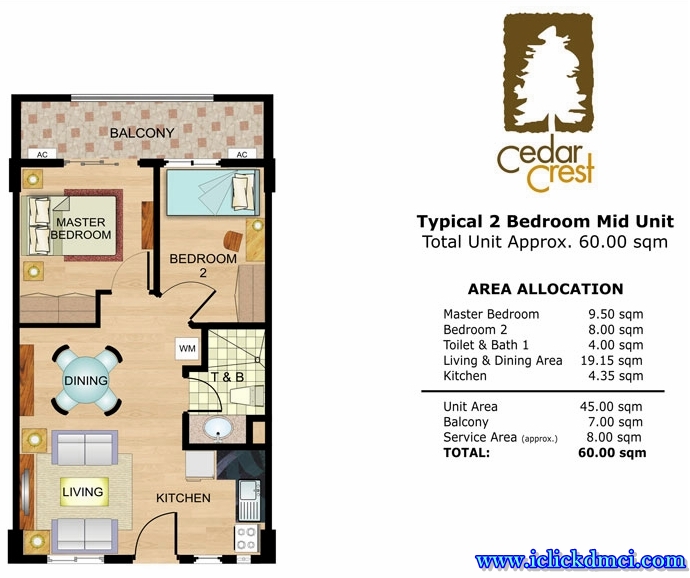 Cedar
Crest
Typical 2 Bedroom Mid Unit
Total Unit Approx. 60.00 sqm
AREA ALLOCATION
Master Bedroom 9.50 sqm
Bedroom 2 8.00 sqm
Toilet & Bath 1 4.00 sqm
Living & Dining Area 19.15 sqm
Kitchen 4.35 sqm
Unit Area 45.00 sqm
Balcony 7.00 sqm
Service Area (approx.) 8.00 sqm
TOTAL: 60.00 sqm
BALCONY
AC AC
MASTER
BEDROOM
BEDROOM
2
WM
DINING
T & B
LIVING
KITCHEN
www.iclickdmci.com